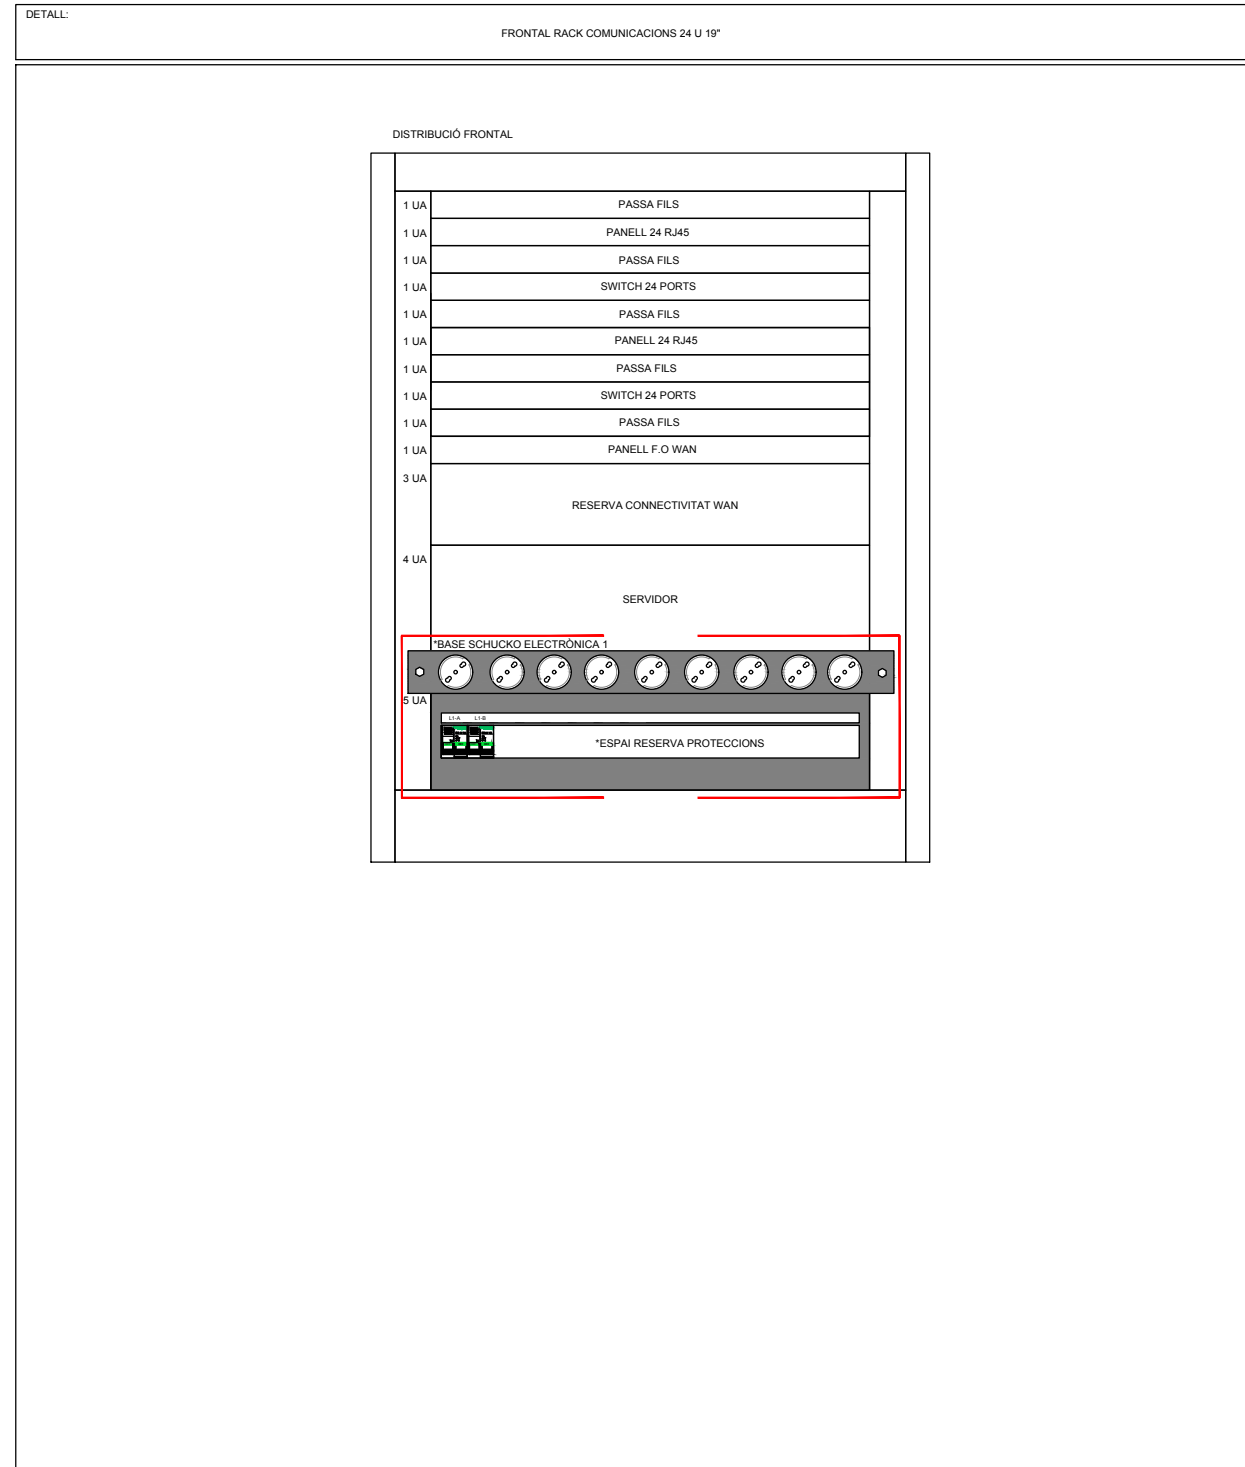 DETALL:
FRONTAL RACK COMUNICACIONS 24 U 19"
DISTRIBUCIÓ FRONTAL
1 UA PASSA FILS
1 UA PANELL 24 RJ45
1 UA PASSA FILS
1 UA SWITCH 24 PORTS
1 UA PASSA FILS
1 UA PANELL 24 RJ45
1 UA PASSA FILS
1 UA SWITCH 24 PORTS
1 UA PASSA FILS
1 UA PANELL F.O WAN
3 UA
RESERVA CONNECTIVITAT WAN
4 UA
SERVIDOR
*BASE SCHUCKO ELECTRÒNICA 1
5 UA
L1-A L1-B
*ESPAI RESERVA PROTECCIONS